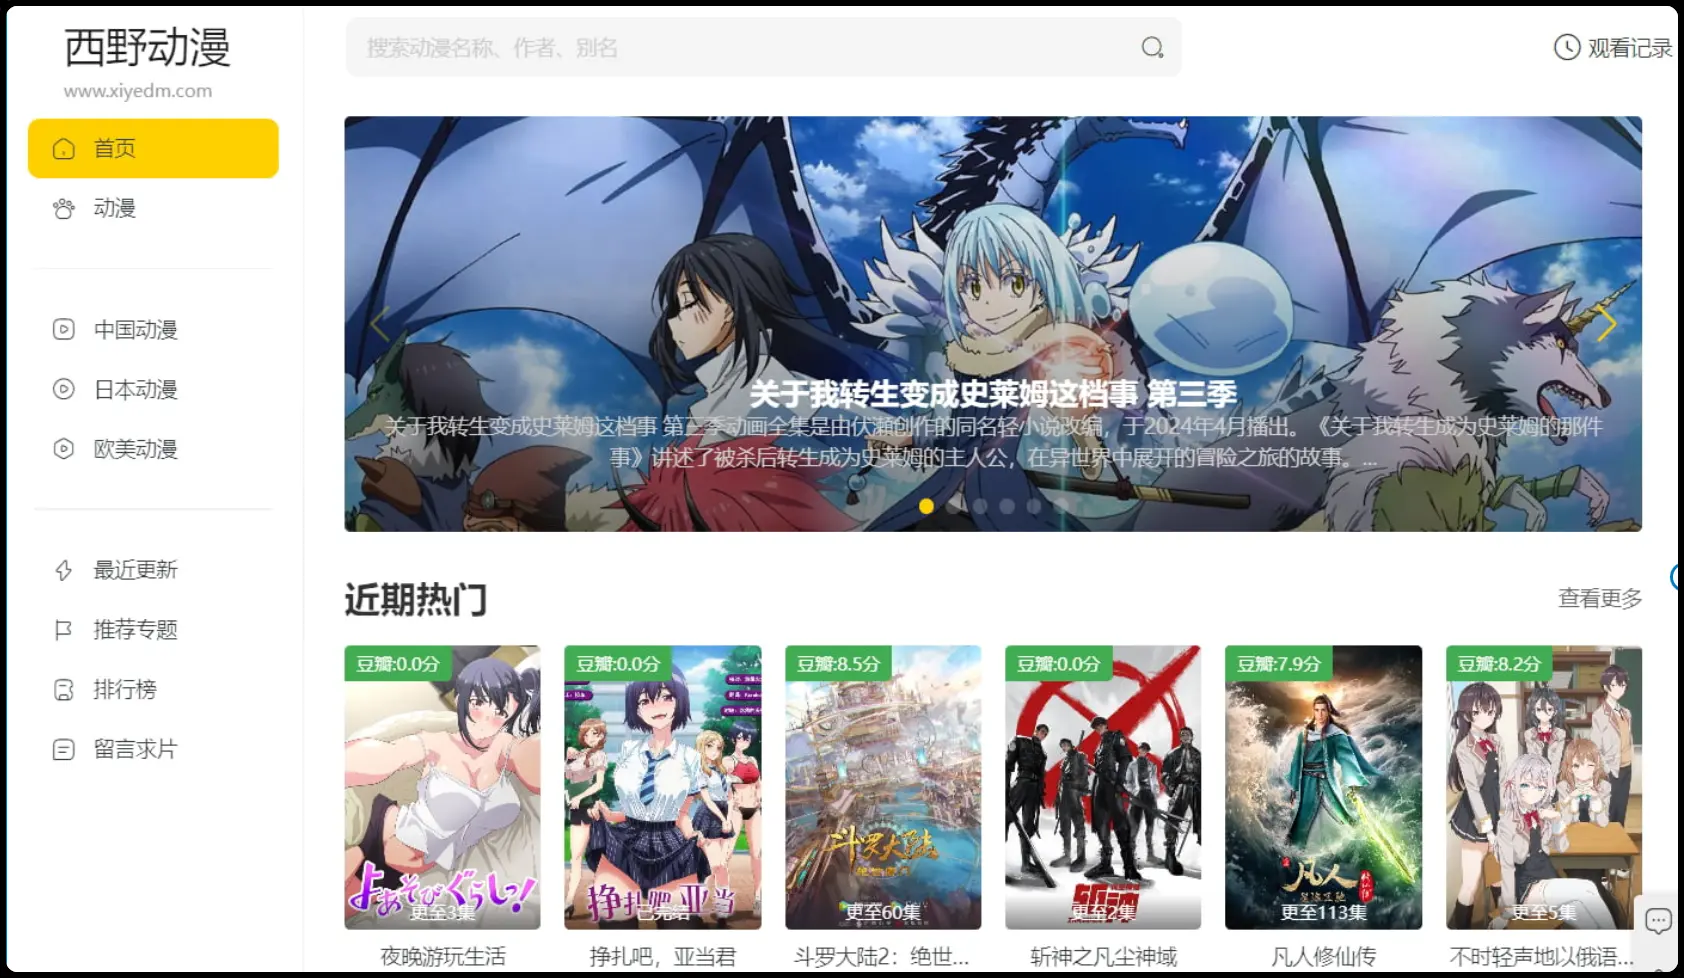 西野动漫
www.xiyedm.com
首页
动漫
中国动漫
日本动漫
欧美动漫
最近更新
推荐专题
排行榜
留言求片
搜索动漫名称、作者、别名
观看记录
关于我转生变成史莱姆这档事 第三季
关于我转生变成史莱姆这档事 第三季动画全集是由伏瀬创作的同名轻小说改编，于2024年4月播出。《关于我转生成为史莱姆的那件
事》讲述了被杀后转生成为史莱姆的主人公，在异世界中展开的冒险之旅的故事。...
近期热门
查看更多
豆瓣:0.0分
よあそびぐらし!
更至3集
夜晚游玩生活
豆瓣:0.0分
挣扎吧 亚当
已完结
挣扎吧，亚当君
豆瓣:8.5分
斗罗大陆
更至60集
斗罗大陆2：绝世...
豆瓣:0.0分
斩神
更至2集
斩神之凡尘神域
豆瓣:7.9分
凡人
更至113集
凡人修仙传
豆瓣:8.2分
更至5集
不时轻声地以俄语...